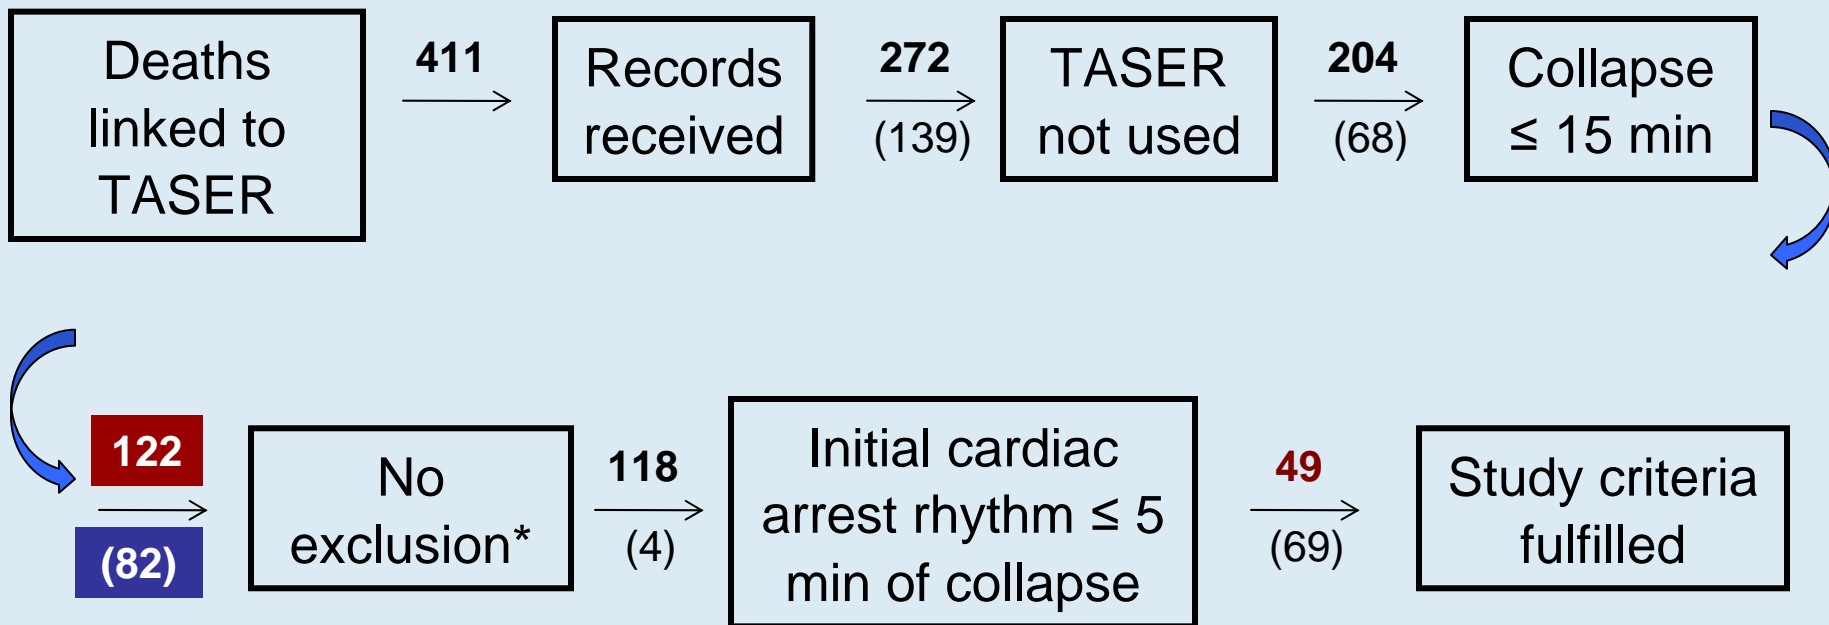 Deaths
linked to
TASER
411
Records
received
272
(139)
TASER
not used
204
(68)
Collapse
≤ 15 min
122
(82)
No
exclusion*
118
(4)
Initial cardiac
arrest rhythm ≤ 5
min of collapse
49
(69)
Study criteria
fulfilled